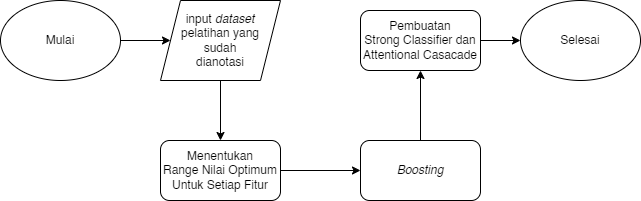 Mulai
input dataset
pelatihan yang
sudah
dianotasi
Menentukan
Range Nilai Optimum
Untuk Setiap Fitur
Boosting
Pembuatan
Strong Classifier dan
Attentional Casacade
Selesai